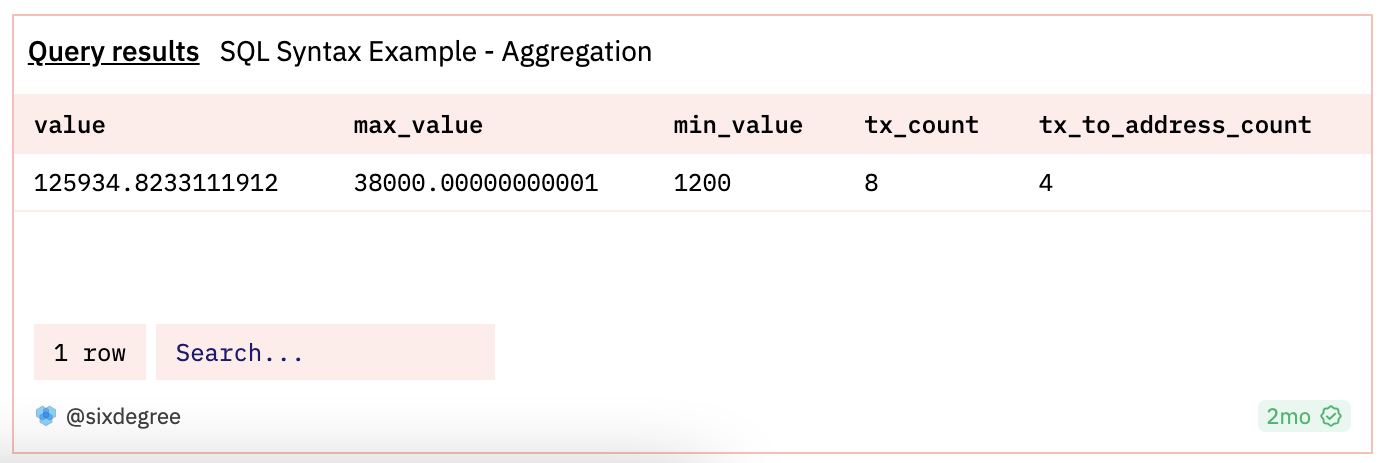 Query results SQL Syntax Example - Aggregation
value max_value min_value tx_count tx_to_address_count
125934.8233111912 38000.00000000001 1200 8 4
1 row Search...
@sixdegree 2mo